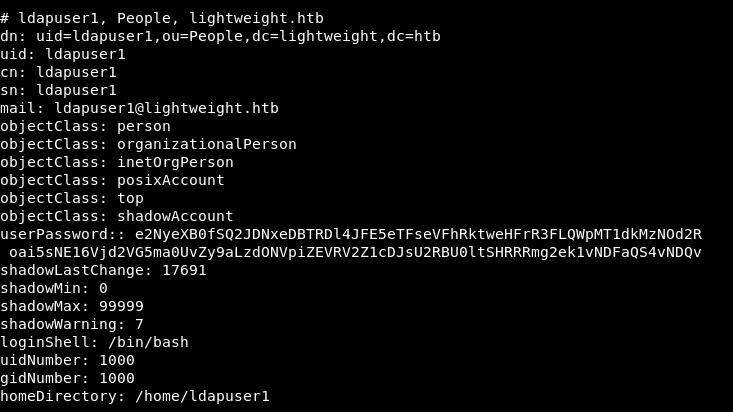 # ldapuser1, People, lightweight.htb
dn: uid=ldapuser1,ou=People,dc=lightweight,dc=htb
uid: ldapuser1
cn: ldapuser1
sn: ldapuser1
mail: ldapuser1@lightweight.htb
objectClass: person
objectClass: organizationalPerson
objectClass: inetOrgPerson
objectClass: posixAccount
objectClass: top
objectClass: shadowAccount
userPassword:: e2NyeXB0fSQ2JDNxeDBTRDl4JFE5eTFseVFhRktweHFrR3FLQWpMT1dkMzNOd2R
oai5sNE16Vjd2VG5ma0UvZy9aLzdONVpiZEVRV2Z1cDJsU2RBU0ltSHRRRmg2ek1vNDFaQS4vNDQv
shadowLastChange: 17691
shadowMin: 0
shadowMax: 99999
shadowWarning: 7
loginShell: /bin/bash
uidNumber: 1000
gidNumber: 1000
homeDirectory: /home/ldapuser1